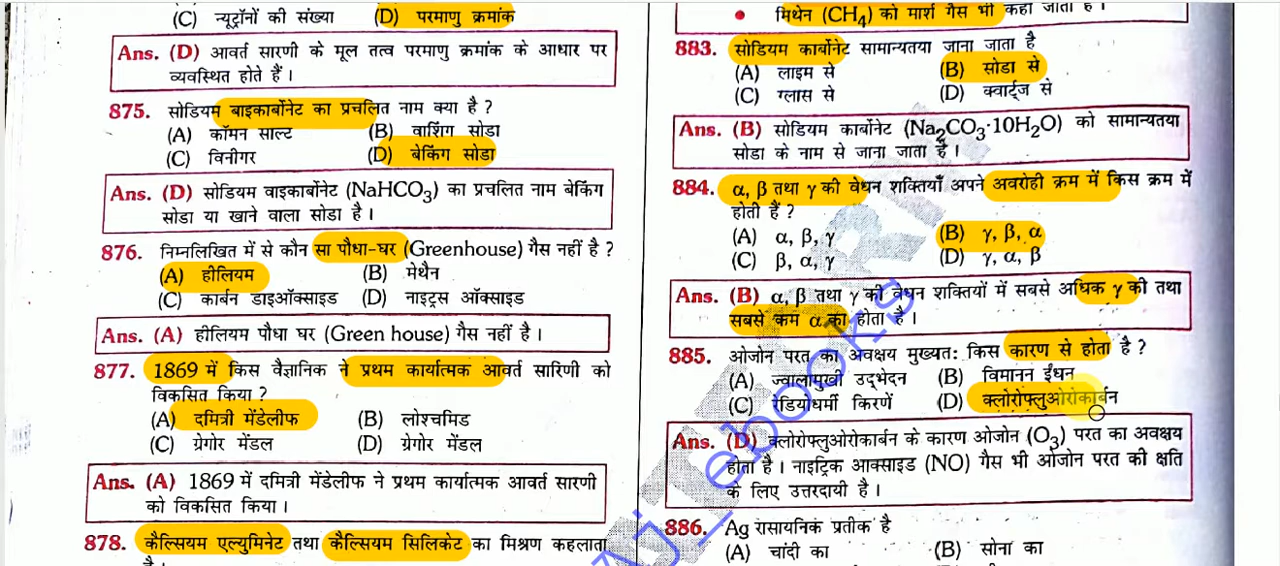 (C) न्यूट्रॉनों की संख्या (D) परमाणु क्रमांक
Ans. (D) आवर्त सारणी के मूल तत्व परमाणु क्रमांक के आधार पर
व्यवस्थित होते हैं।
875. सोडियम बाइकार्बोनेट का प्रचलित नाम क्या है ?
(A) कॉमन साल्ट (B) वाशिंग सोडा
(C) विनीगर (D) बेकिंग सोडा
Ans. (D) सोडियम वाइकार्बोनेट (NaHCO₃) का प्रचलित नाम बेकिंग
सोडा या खाने वाला सोडा है।
876. निम्नलिखित में से कौन सा पौधा-घर (Greenhouse) गैस नहीं है ?
(A) हीलियम (B) मेथैन
(C) कार्बन डाइऑक्साइड (D) नाइट्रस ऑक्साइड
Ans. (A) हीलियम पौधा घर (Green house) गैस नहीं है।
877. 1869 में किस वैज्ञानिक ने प्रथम कार्यात्मक आवर्त सारिणी को
विकसित किया ?
(A) दमित्री मेंडेलीफ (B) लोश्चमिड
(C) ग्रेगोर मेंडल (D) ग्रेगोर मेंडल
Ans. (A) 1869 में दमित्री मेंडेलीफ ने प्रथम कार्यात्मक आवर्त सारणी
को विकसित किया।
878. कैल्सियम एल्युमिनेट तथा कैल्सियम सिलिकेट का मिश्रण कहलाता
है ?
• मिथेन (CH₄) को मार्श गैस भी कहा जाता है।
883. सोडियम कार्बोनेट सामान्यतया जाना जाता है
(A) लाइम से (B) सोडा से
(C) ग्लास से (D) क्वार्ट्ज से
Ans. (B) सोडियम कार्बोनेट (Na₂CO₃·10H₂O) को सामान्यतया
सोडा के नाम से जाना जाता है।
884. α, β तथा γ की वेधन शक्तियाँ अपने अवरोही क्रम में किस क्रम में
होती हैं ?
(A) α, β, γ (B) γ, β, α
(C) β, α, γ (D) γ, α, β
Ans. (B) α, β तथा γ की वेधन शक्तियों में सबसे अधिक γ की तथा
सबसे कम α का होता है।
885. ओजोन परत का अवक्षय मुख्यत: किस कारण से होता है ?
(A) ज्वालामुखी उद्भेदन (B) विमानन ईंधन
(C) रेडियोधर्मी किरणें (D) क्लोरोफ्लुओरोकार्बन
Ans. (D) क्लोरोफ्लुओरोकार्बन के कारण ओजोन (O₃) परत का अवक्षय
होता है। नाइट्रिक आक्साइड (NO) गैस भी ओजोन परत की क्षति
के लिए उत्तरदायी है।
886. Ag रासायनिक प्रतीक है
(A) चांदी का (B) सोना का